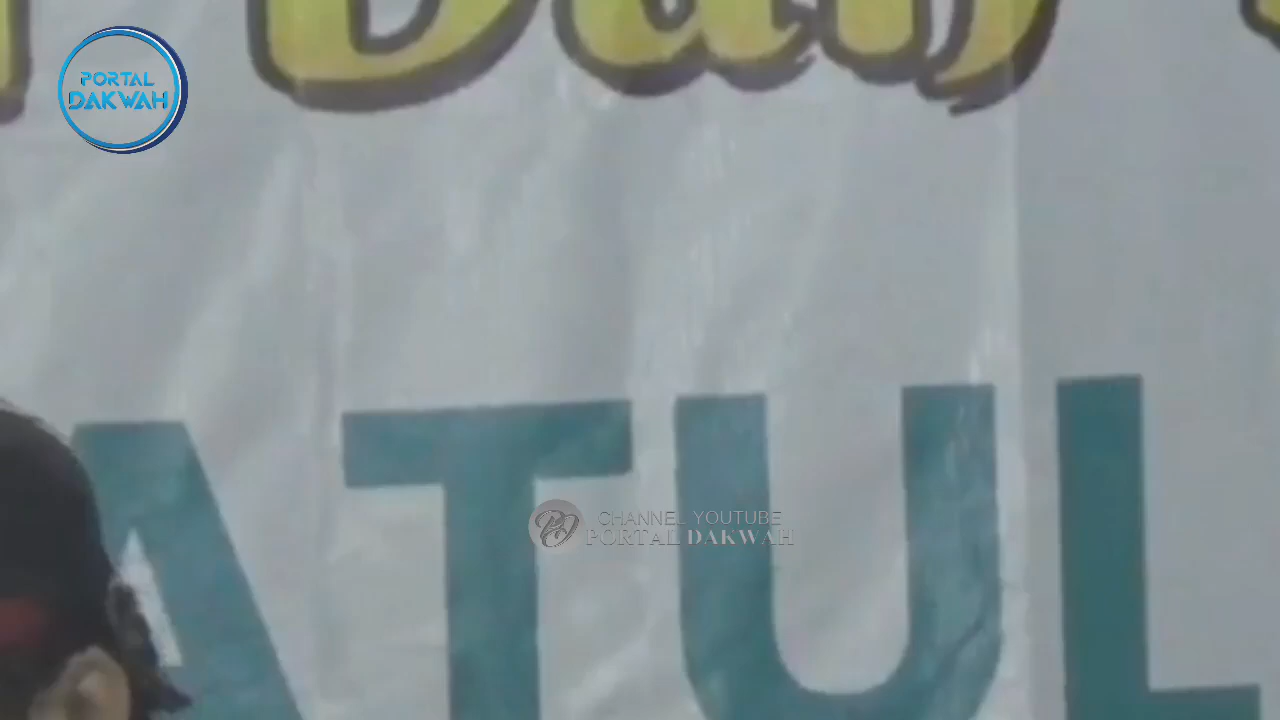 PORTAL
DAKWAH
ATUL
CHANNEL YOUTUBE
PORTAL DAKWAH